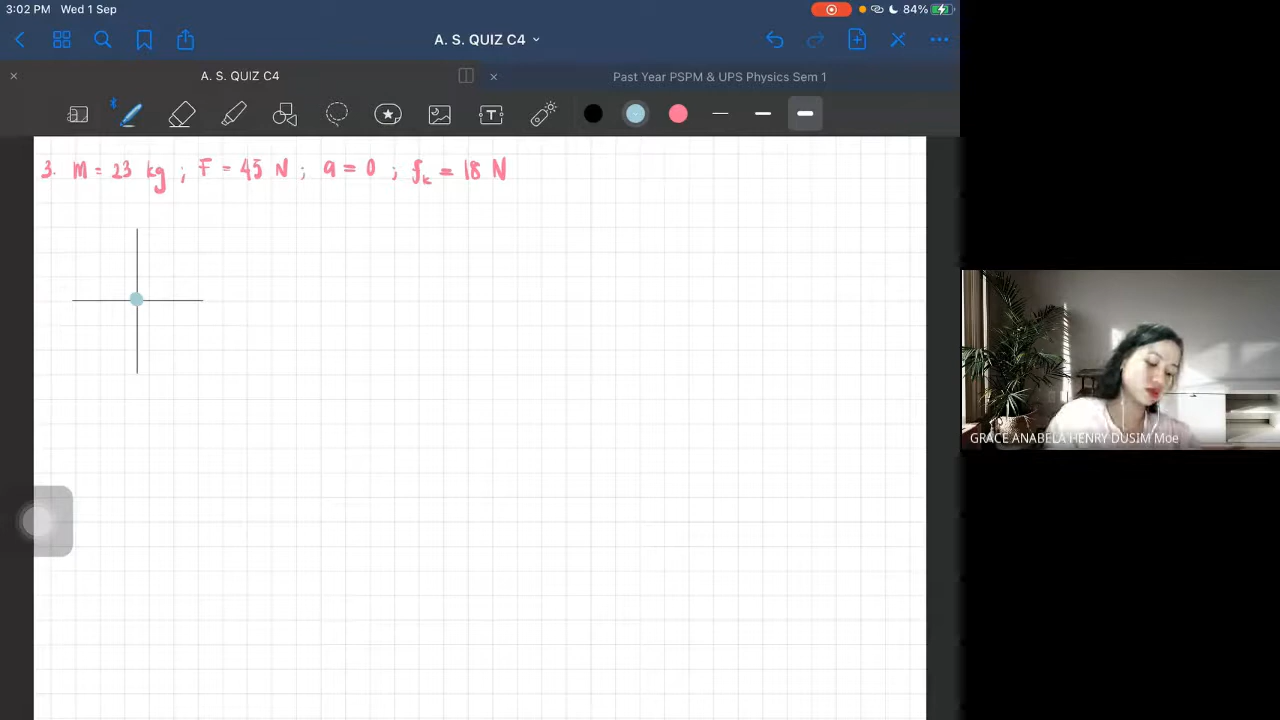 3:02 PM Wed 1 Sep
84%
A. S. QUIZ C4
A. S. QUIZ C4
Past Year PSPM & UPS Physics Sem 1
T
3. m = 23 kg ; F = 45 N ; a = 0 ; fk = 18 N
GRACE ANABELA HENRY DUSIM Moe